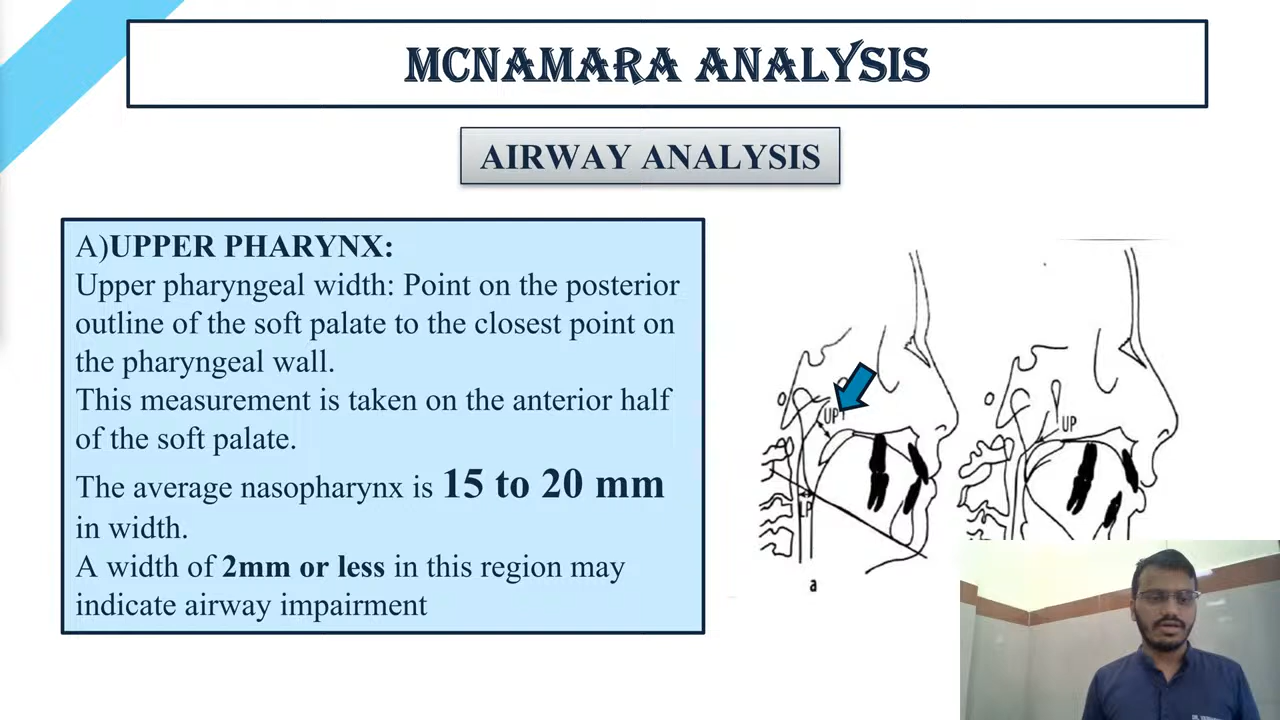 MCNAMARA ANALYSIS
AIRWAY ANALYSIS
A)UPPER PHARYNX:
Upper pharyngeal width: Point on the posterior
outline of the soft palate to the closest point on
the pharyngeal wall.
This measurement is taken on the anterior half
of the soft palate.
The average nasopharynx is 15 to 20 mm
in width.
A width of 2mm or less in this region may
indicate airway impairment
UP
UP
LP
a